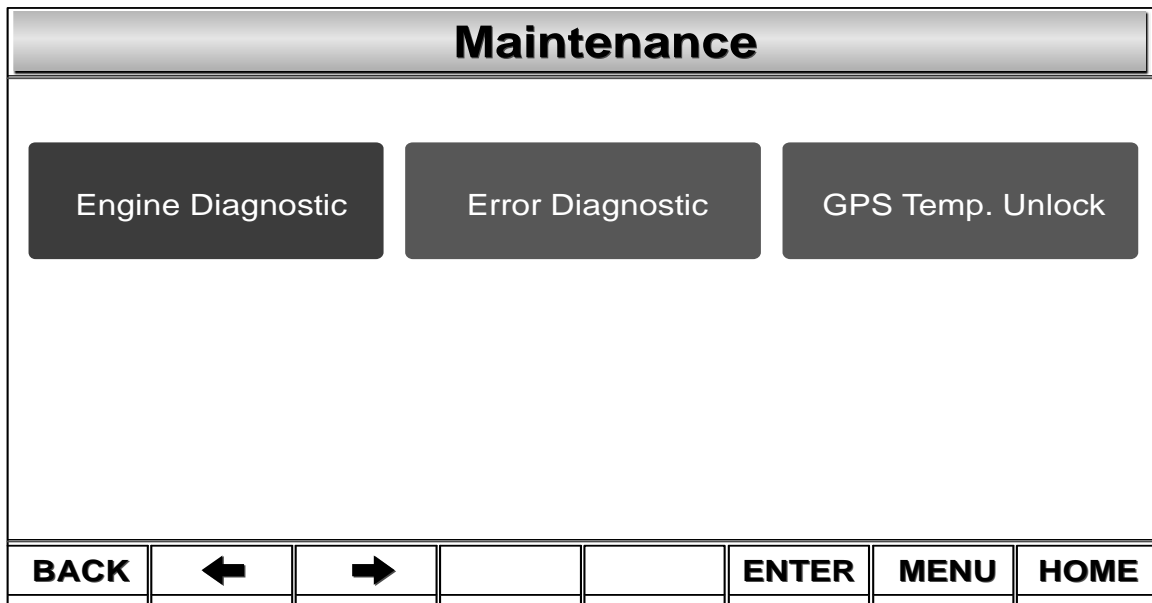 Maintenance
Engine Diagnostic Error Diagnostic GPS Temp. Unlock
BACK ENTER MENU HOME